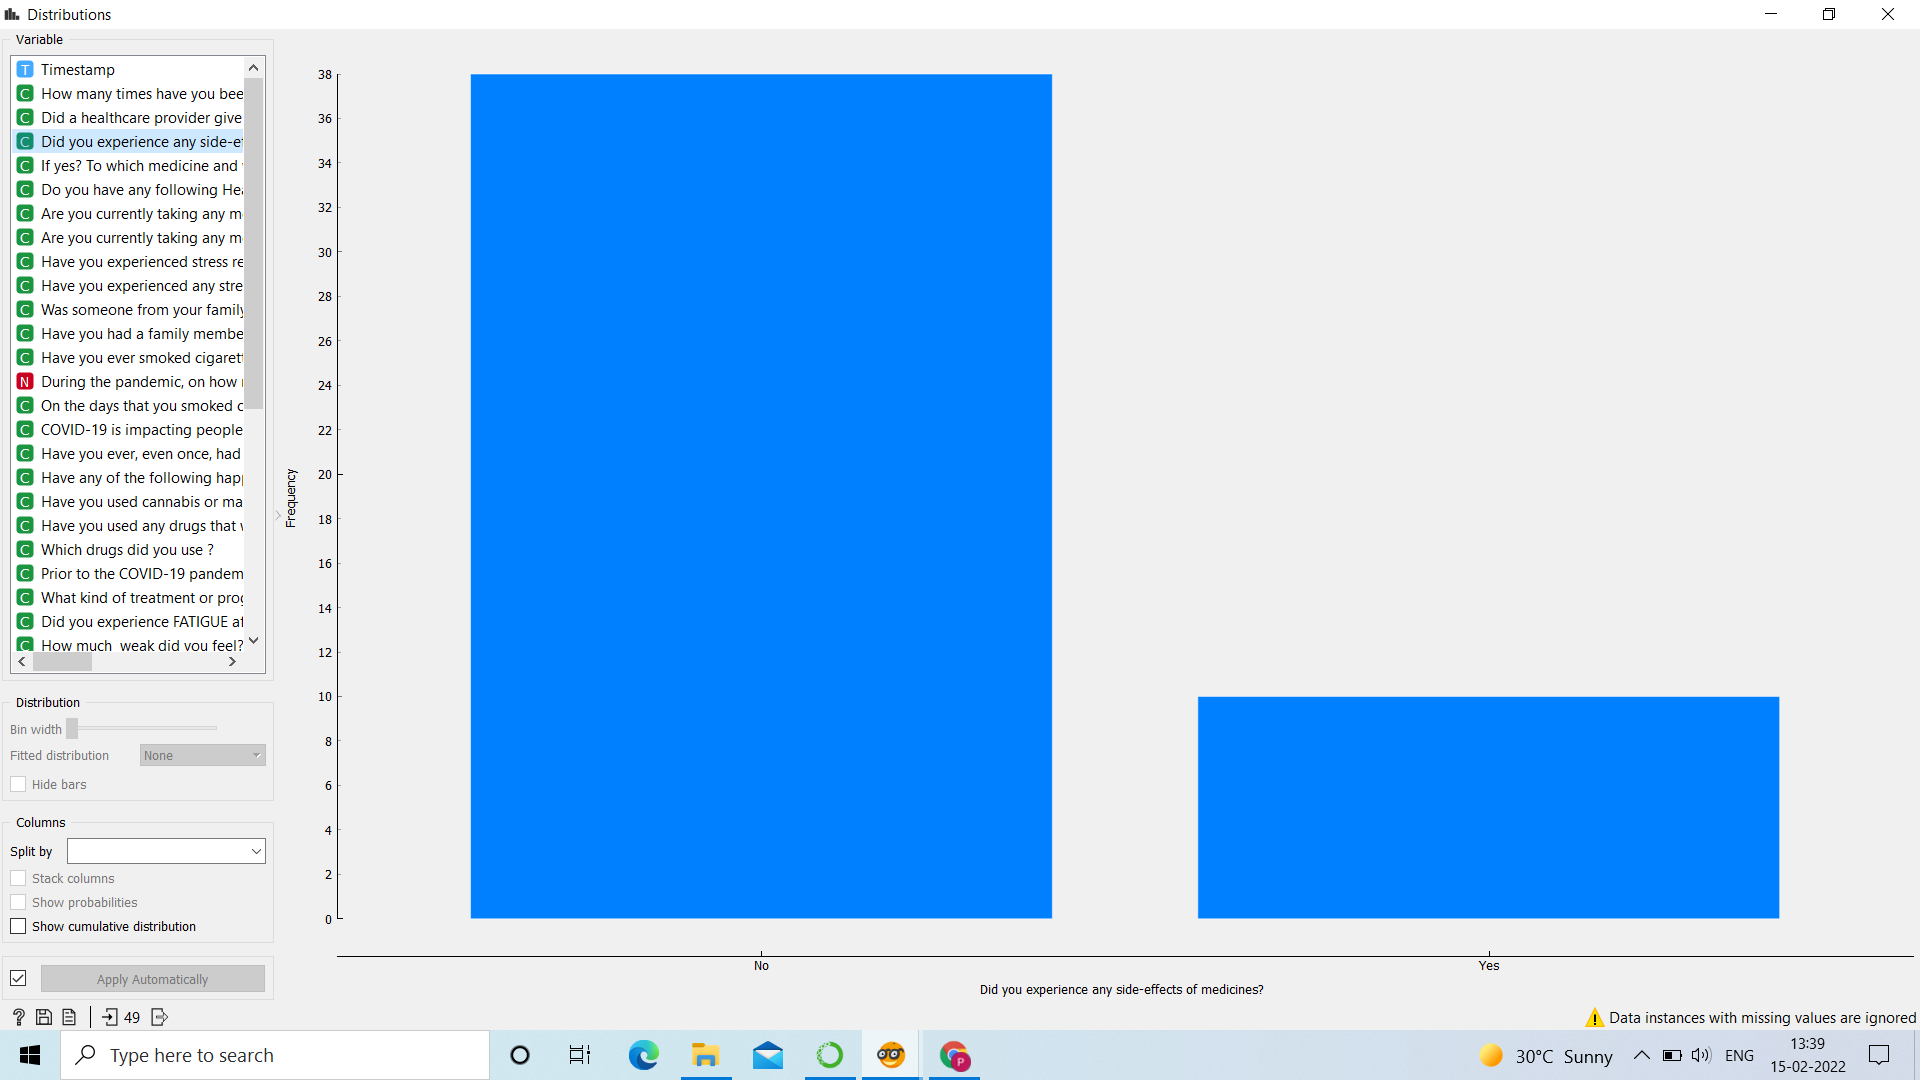 Distributions
Variable
T Timestamp
C How many times have you bee
C Did a healthcare provider give
C Did you experience any side-ef
C If yes? To which medicine and
C Do you have any following Hea
C Are you currently taking any m
C Are you currently taking any m
C Have you experienced stress re
C Have you experienced any stre
C Was someone from your family
C Have you had a family membe
C Have you ever smoked cigarett
N During the pandemic, on how
C On the days that you smoked c
C COVID-19 is impacting people
C Have you ever, even once, had
C Have any of the following happ
C Have you used cannabis or ma
C Have you used any drugs that
C Which drugs did you use ?
C Prior to the COVID-19 pandem
C What kind of treatment or prog
C Did you experience FATIGUE af
C How much weak did you feel?
Distribution
Bin width
Fitted distribution None
Hide bars
Columns
Split by
Stack columns
Show probabilities
Show cumulative distribution
Apply Automatically
? 49
38
36
34
32
30
28
26
24
22
20
18
16
14
12
10
8
6
4
2
0
Frequency
No Yes
Did you experience any side-effects of medicines?
Data instances with missing values are ignored
Type here to search
P
30°C Sunny
ENG
13:39
15-02-2022